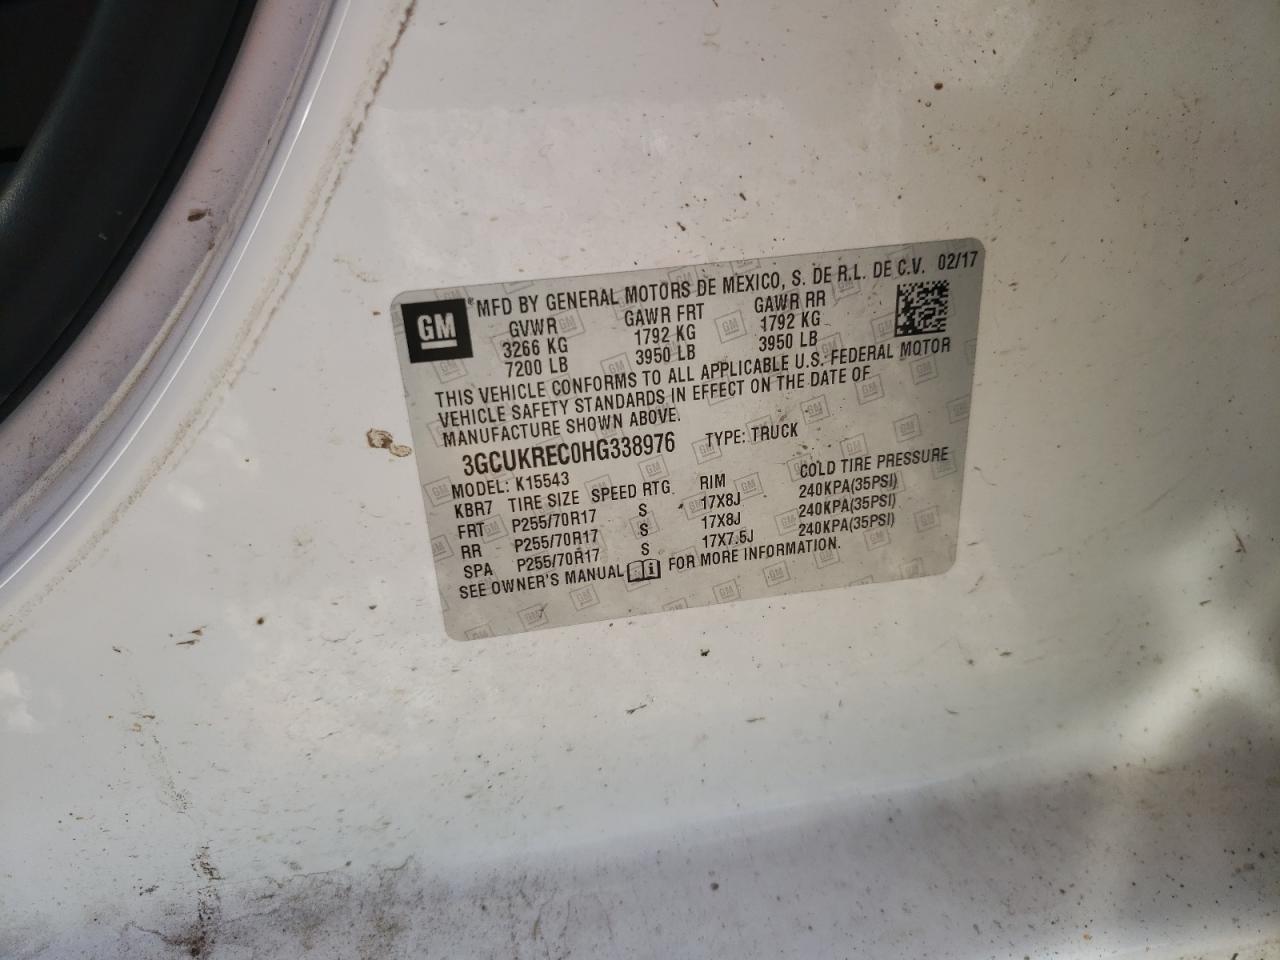 GM
® MFD BY GENERAL MOTORS DE MEXICO, S. DE R.L. DE C.V. 02/17
GVWR GAWR FRT GAWR RR
3266 KG 1792 KG 1792 KG
7200 LB 3950 LB 3950 LB
THIS VEHICLE CONFORMS TO ALL APPLICABLE U.S. FEDERAL MOTOR
VEHICLE SAFETY STANDARDS IN EFFECT ON THE DATE OF
MANUFACTURE SHOWN ABOVE.
3GCUKREC0HG338976 TYPE: TRUCK
MODEL: K15543
KBR7 TIRE SIZE SPEED RTG RIM COLD TIRE PRESSURE
FRT P255/70R17 S 17X8J 240KPA(35PSI)
RR P255/70R17 S 17X8J 240KPA(35PSI)
SPA P255/70R17 S 17X7.5J 240KPA(35PSI)
SEE OWNER'S MANUAL i FOR MORE INFORMATION.